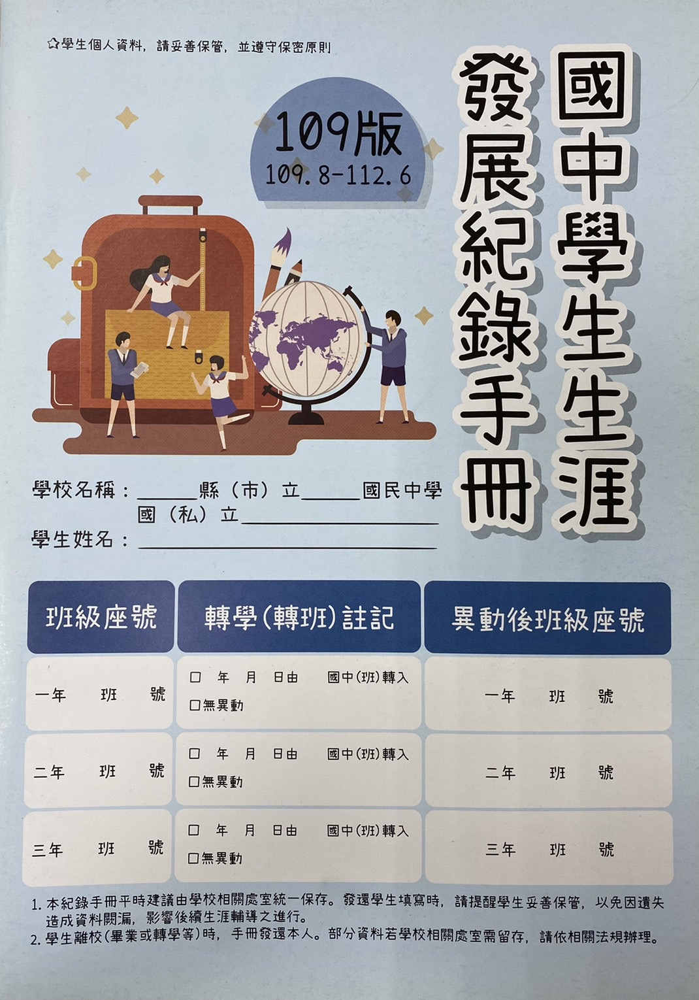 ☆學生個人資料，請妥善保管，並遵守保密原則
國中學生生涯
發展紀錄手冊
109版
109.8-112.6
學校名稱：______縣（市）立______國民中學
國（私）立____________________
學生姓名：______________________________
班級座號 轉學(轉班)註記 異動後班級座號
一年 班 號 □ 年 月 日由 國中(班)轉入 一年 班 號
□無異動
二年 班 號 □ 年 月 日由 國中(班)轉入 二年 班 號
□無異動
三年 班 號 □ 年 月 日由 國中(班)轉入 三年 班 號
□無異動
1. 本紀錄手冊平時建議由學校相關處室統一保存。發還學生填寫時，請提醒學生妥善保管，以免因遺失
造成資料闕漏，影響後續生涯輔導之進行。
2. 學生離校(畢業或轉學等)時，手冊發還本人。部分資料若學校相關處室需留存，請依相關法規辦理。